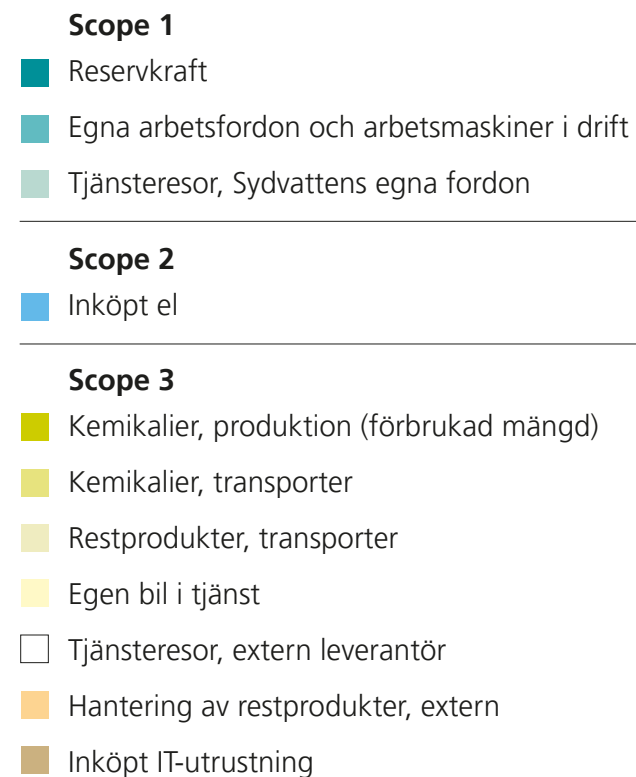 Scope 1
Reservkraft
Egna arbetsfordon och arbetsmaskiner i drift
Tjänsteresor, Sydvattens egna fordon
Scope 2
Inköpt el
Scope 3
Kemikalier, produktion (förbrukad mängd)
Kemikalier, transporter
Restprodukter, transporter
Egen bil i tjänst
Tjänsteresor, extern leverantör
Hantering av restprodukter, extern
Inköpt IT-utrustning